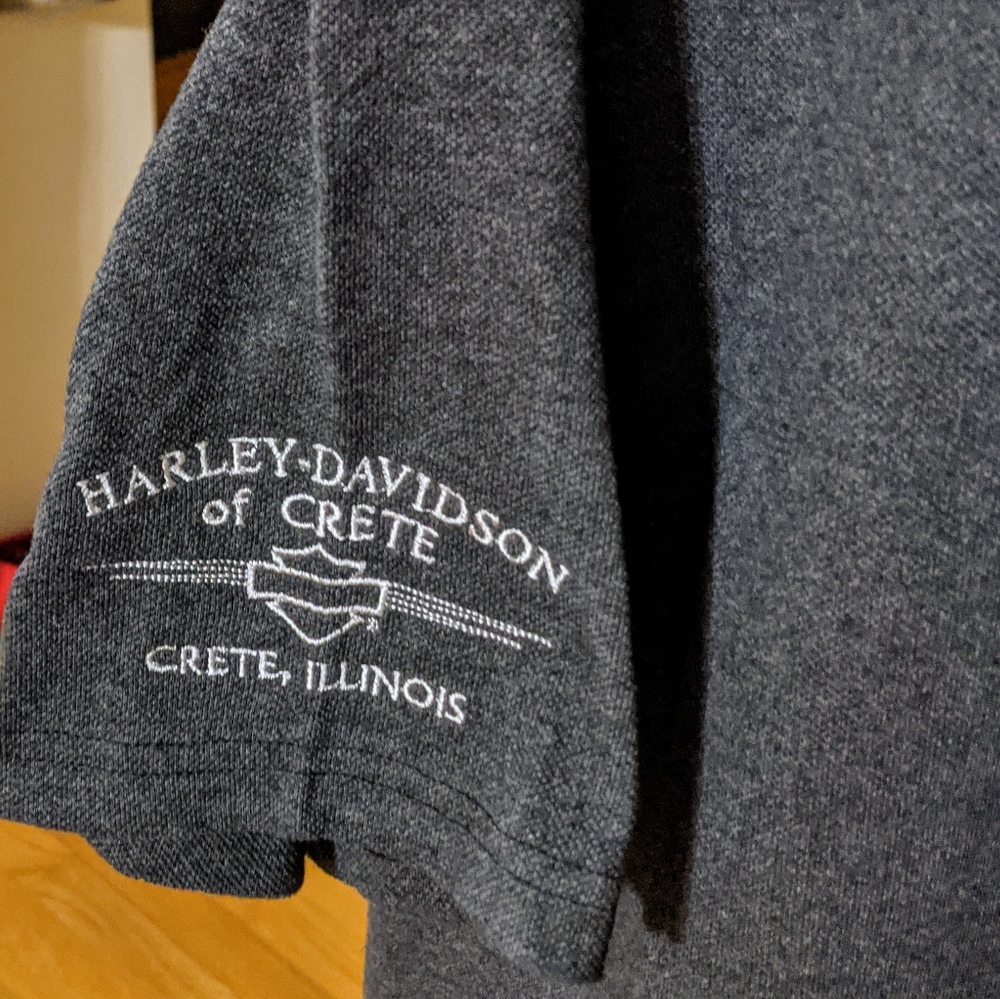 HARLEY-DAVIDSON
of CRETE
®
CRETE, ILLINOIS